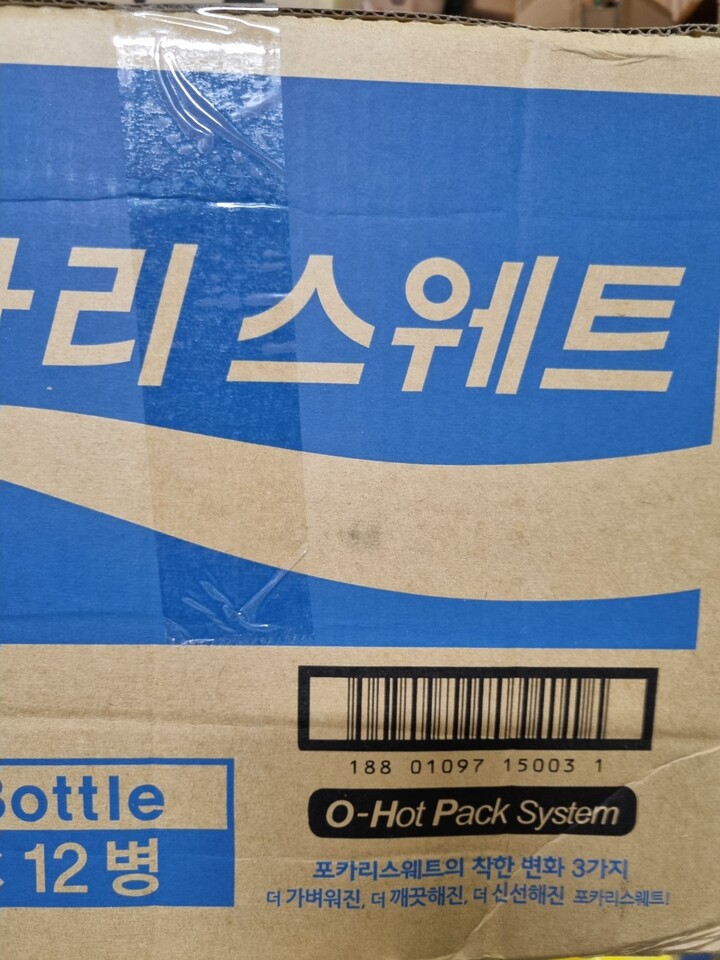 카리 스웨트
188 01097 15003 1
Bottle
12 병
O-Hot Pack System
포카리스웨트의 착한 변화 3가지
더 가벼워진, 더 깨끗해진, 더 신선해진 포카리스웨트!